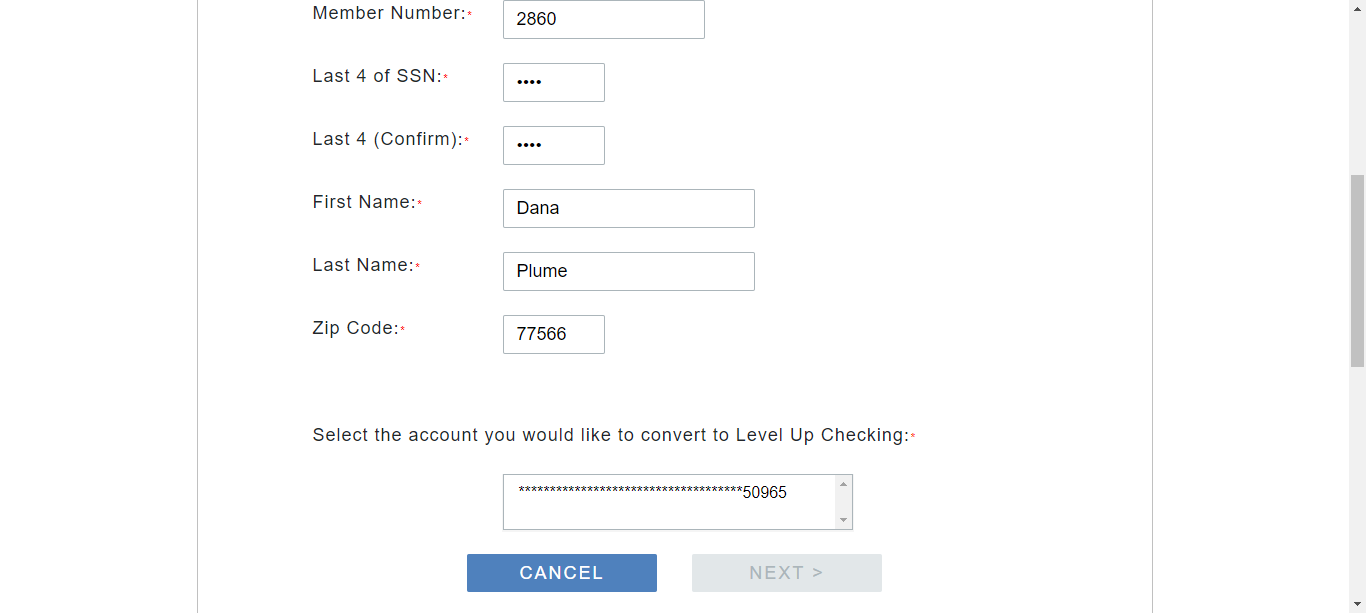 Member Number:* 2860
Last 4 of SSN:* ••••
Last 4 (Confirm):* ••••
First Name:* Dana
Last Name:* Plume
Zip Code:* 77566
Select the account you would like to convert to Level Up Checking:*
************************************50965
CANCEL NEXT >